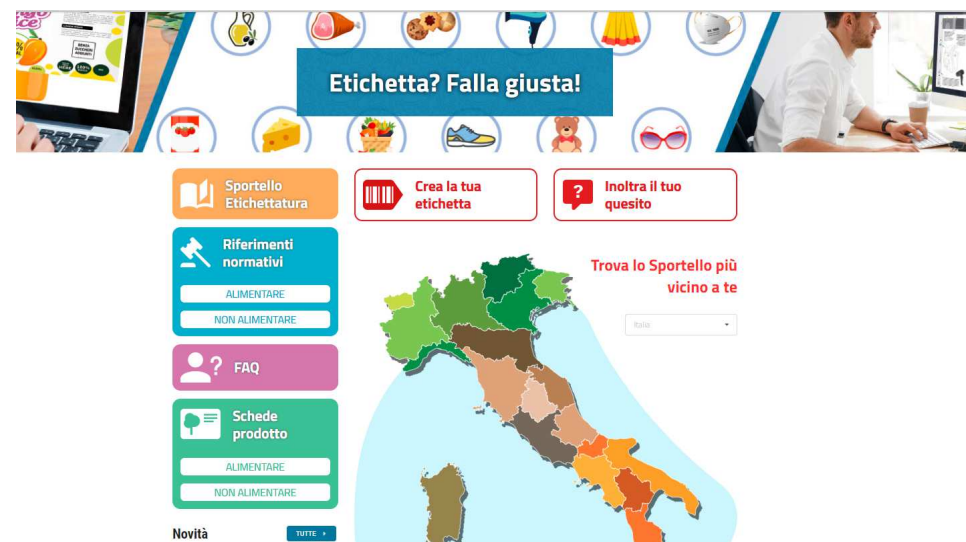 Etichetta? Falla giusta!
Sportello
Etichettatura
Crea la tua
etichetta
Inoltra il tuo
quesito
Riferimenti
normativi
ALIMENTARE
NON ALIMENTARE
Trova lo Sportello più
vicino a te
Italia
FAQ
Schede
prodotto
ALIMENTARE
NON ALIMENTARE
Novità
TUTTE